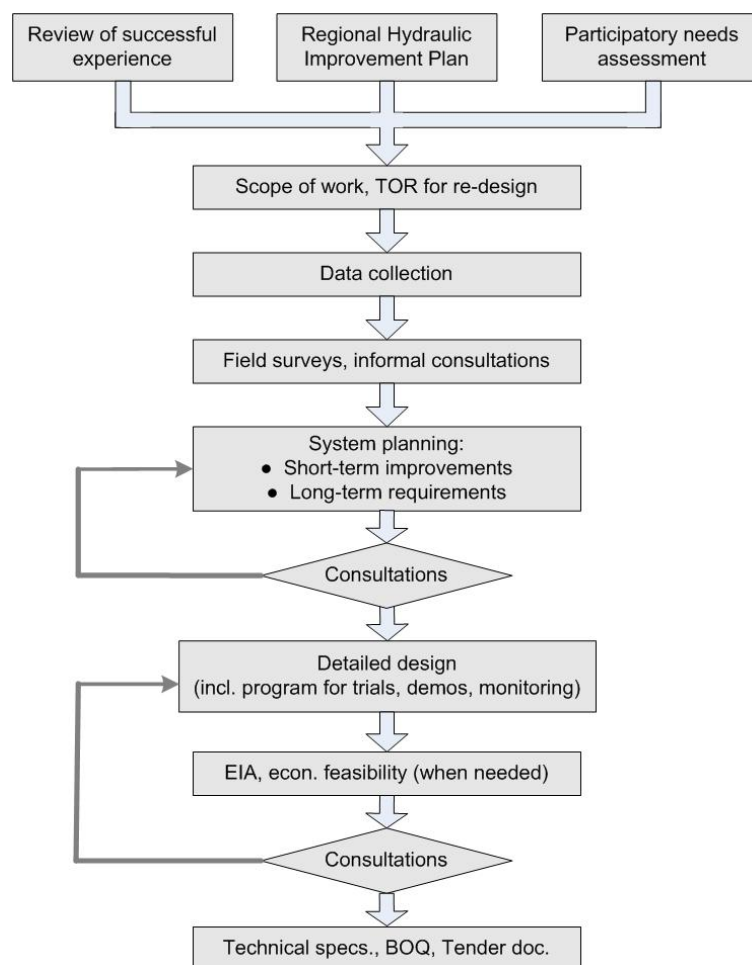 Review of successful
experience
Regional Hydraulic
Improvement Plan
Participatory needs
assessment
Scope of work, TOR for re-design
Data collection
Field surveys, informal consultations
System planning:
● Short-term improvements
● Long-term requirements
Consultations
Detailed design
(incl. program for trials, demos, monitoring)
EIA, econ. feasibility (when needed)
Consultations
Technical specs., BOQ, Tender doc.